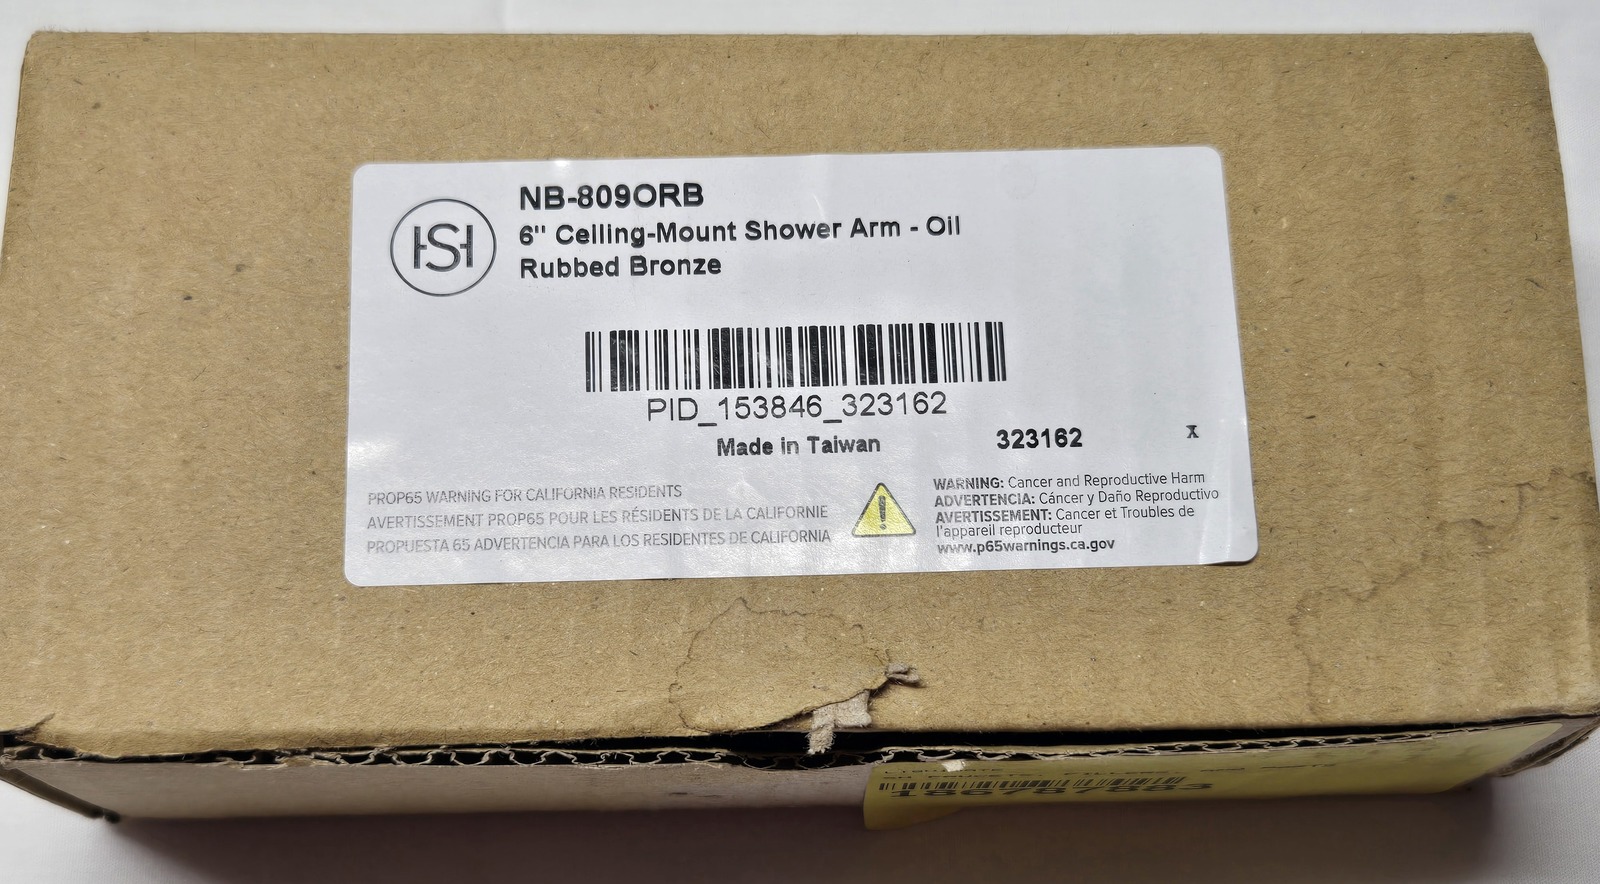 HSH
NB-809ORB
6" Ceiling-Mount Shower Arm - Oil
Rubbed Bronze
PID_153846_323162
Made in Taiwan
323162
X
PROP65 WARNING FOR CALIFORNIA RESIDENTS
AVERTISSEMENT PROP65 POUR LES RÉSIDENTS DE LA CALIFORNIE
PROPUESTA 65 ADVERTENCIA PARA LOS RESIDENTES DE CALIFORNIA
WARNING: Cancer and Reproductive Harm
ADVERTENCIA: Cáncer y Daño Reproductivo
AVERTISSEMENT: Cancer et Troubles de
l'appareil reproducteur
www.p65warnings.ca.gov